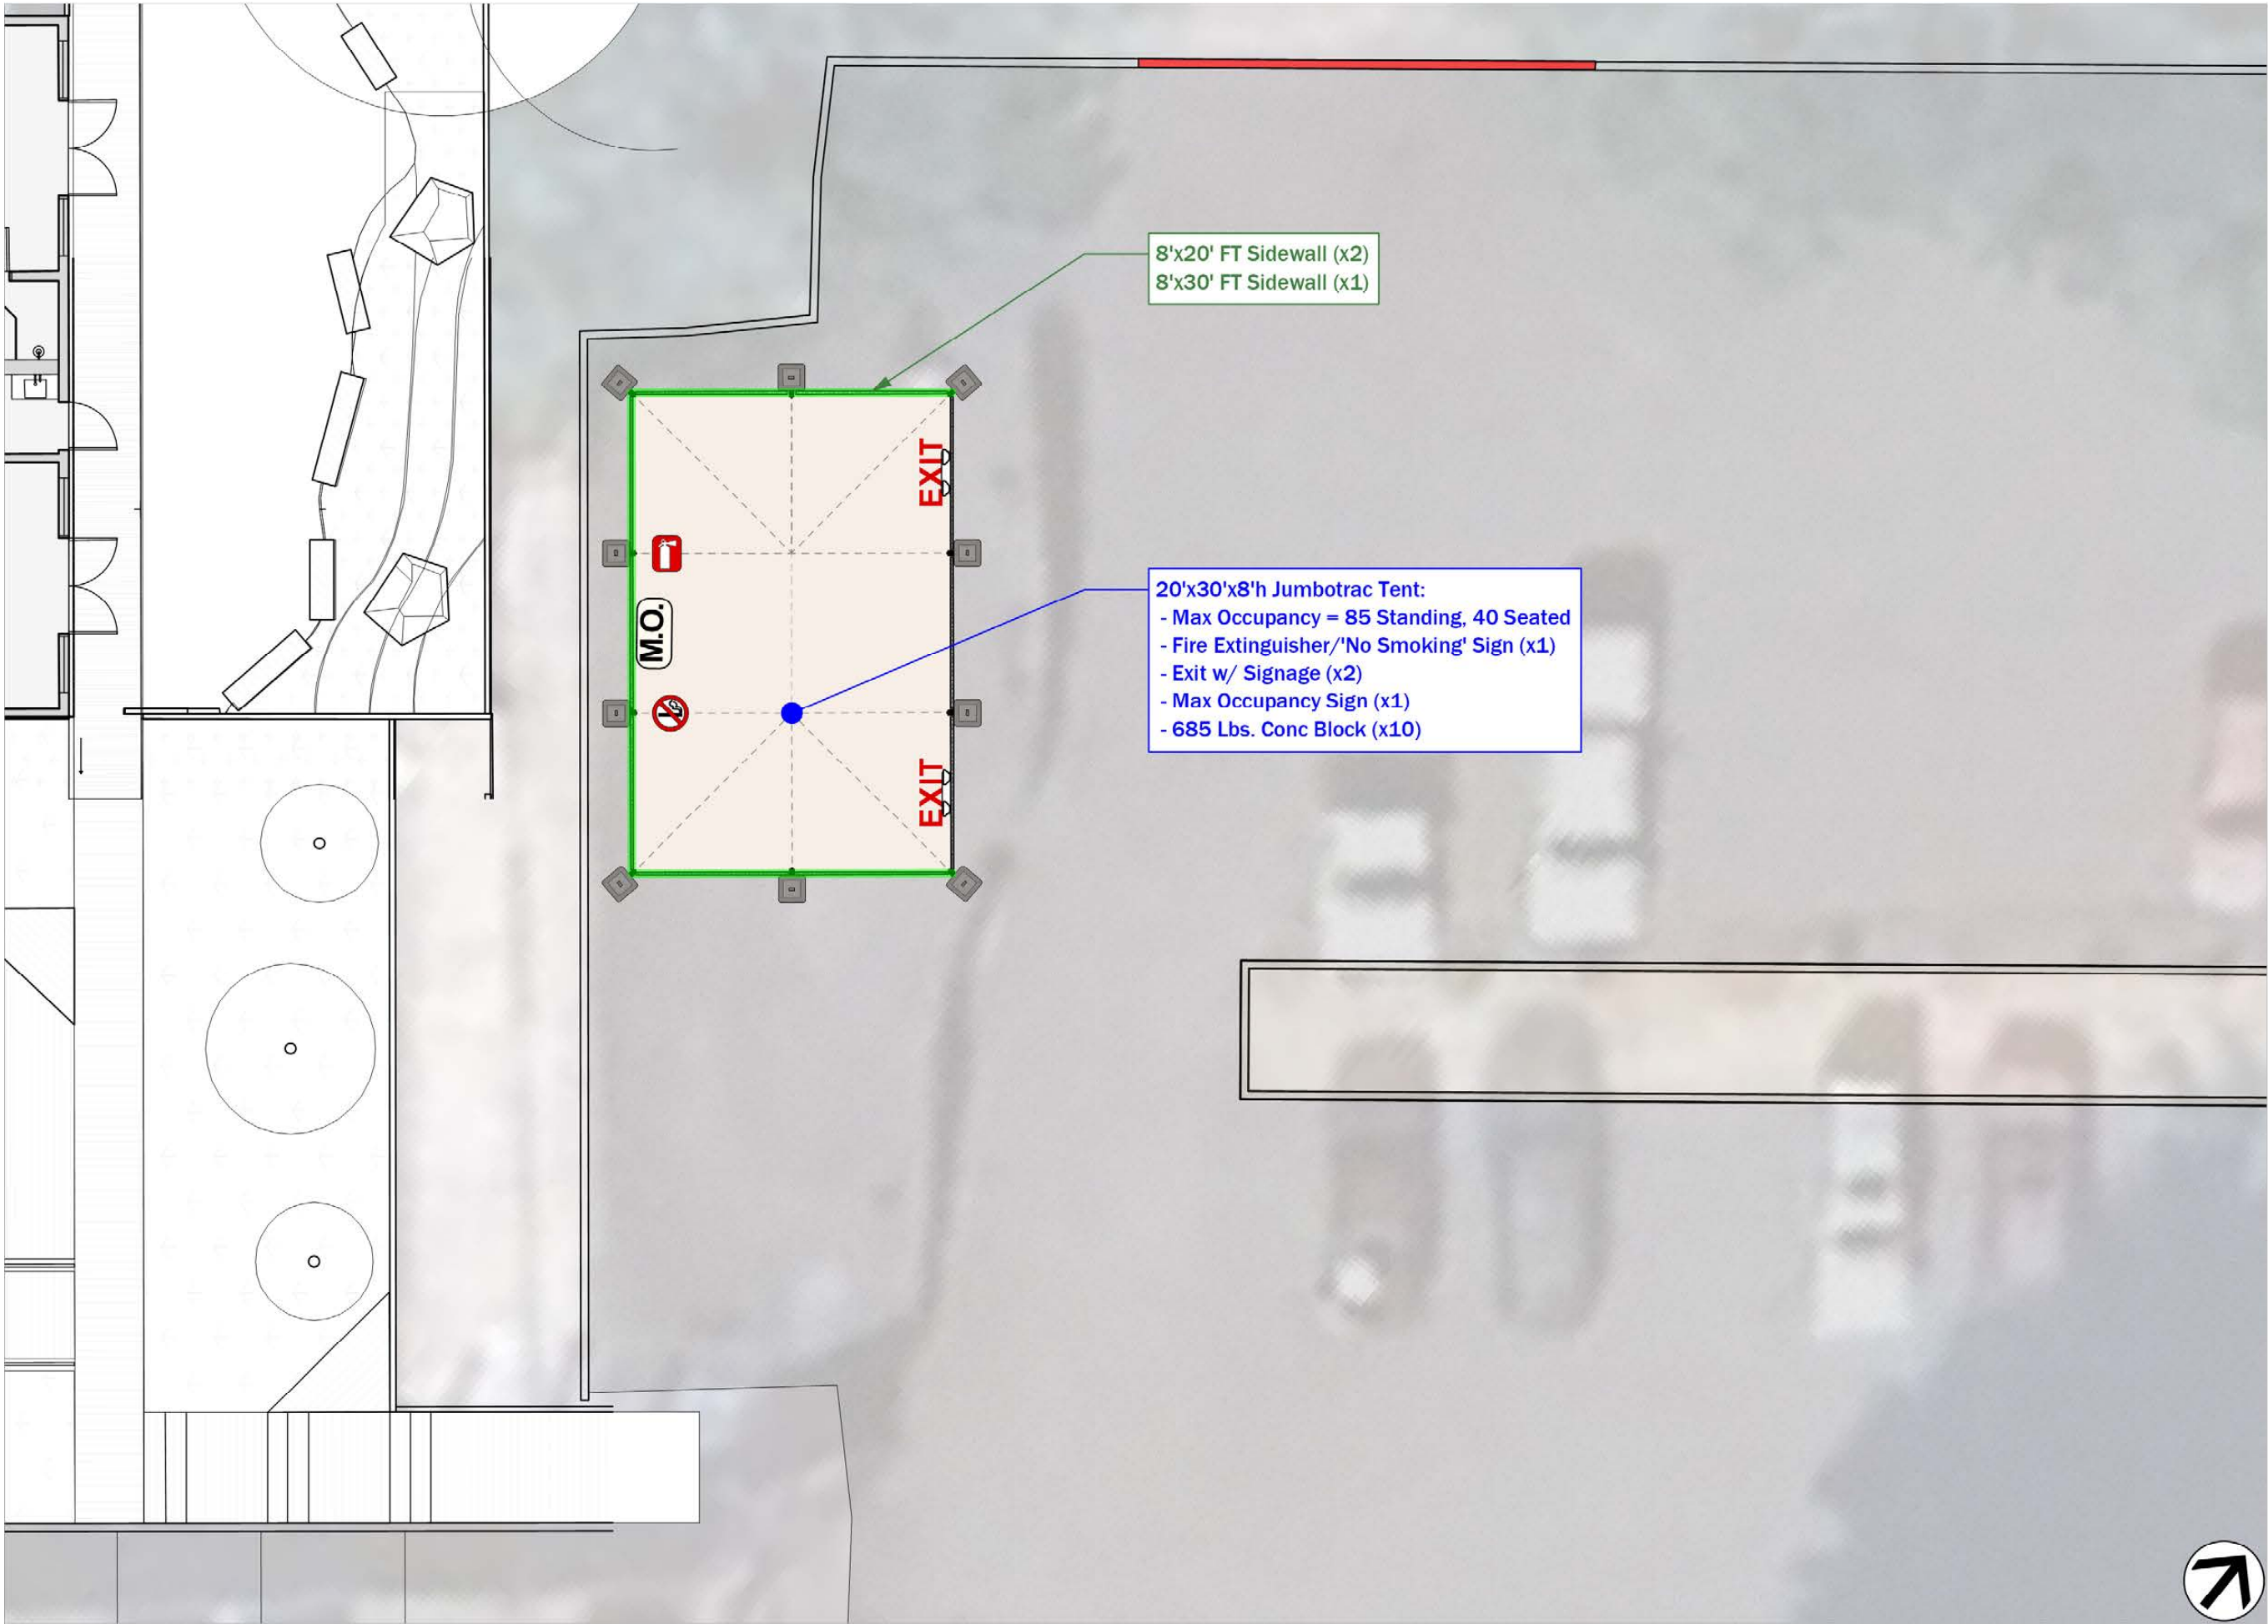 8'x20' FT Sidewall (x2)
8'x30' FT Sidewall (x1)
EXIT
20'x30'x8'h Jumbotrac Tent:
- Max Occupancy = 85 Standing, 40 Seated
- Fire Extinguisher/'No Smoking' Sign (x1)
- Exit w/ Signage (x2)
- Max Occupancy Sign (x1)
- 685 Lbs. Conc Block (x10)
M.O.
EXIT